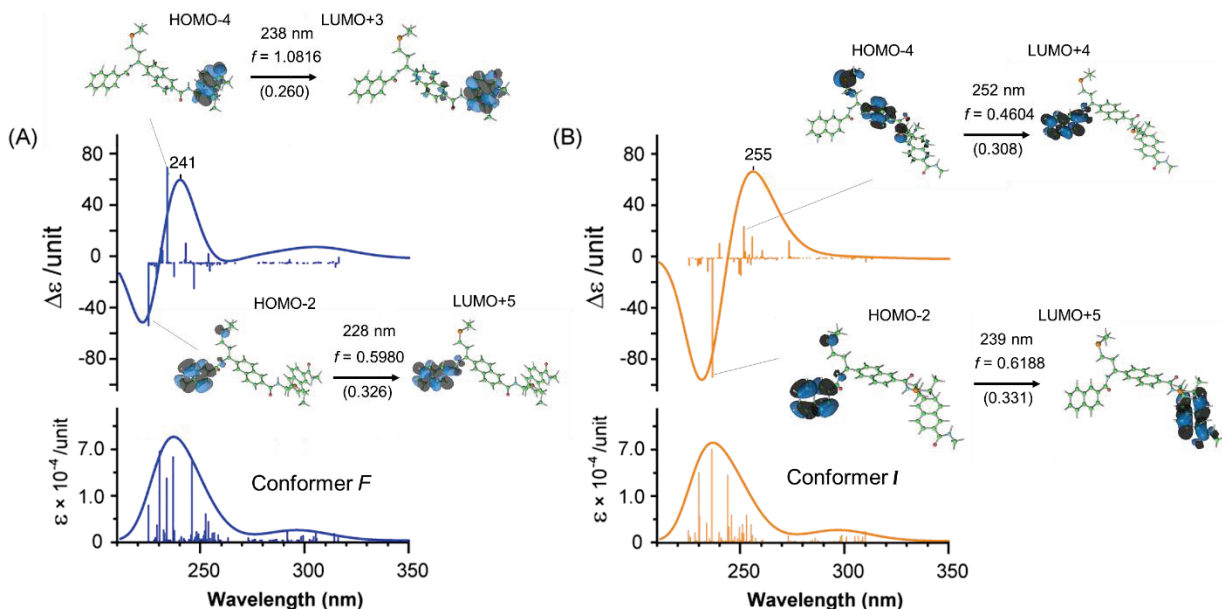 HOMO-4 LUMO+3
238 nm
f = 1.0816
(0.260)
(A)
80
40
0
-40
-80
Δε /unit
241
HOMO-2 LUMO+5
228 nm
f = 0.5980
(0.326)
7.0
1.0
0
ε × 10⁻⁴ /unit
Conformer F
250 300 350
Wavelength (nm)
HOMO-4 LUMO+4
252 nm
f = 0.4604
(0.308)
(B)
80
40
0
-40
-80
Δε /unit
255
HOMO-2 LUMO+5
239 nm
f = 0.6188
(0.331)
7.0
1.0
0
ε × 10⁻⁴ /unit
Conformer I
250 300 350
Wavelength (nm)